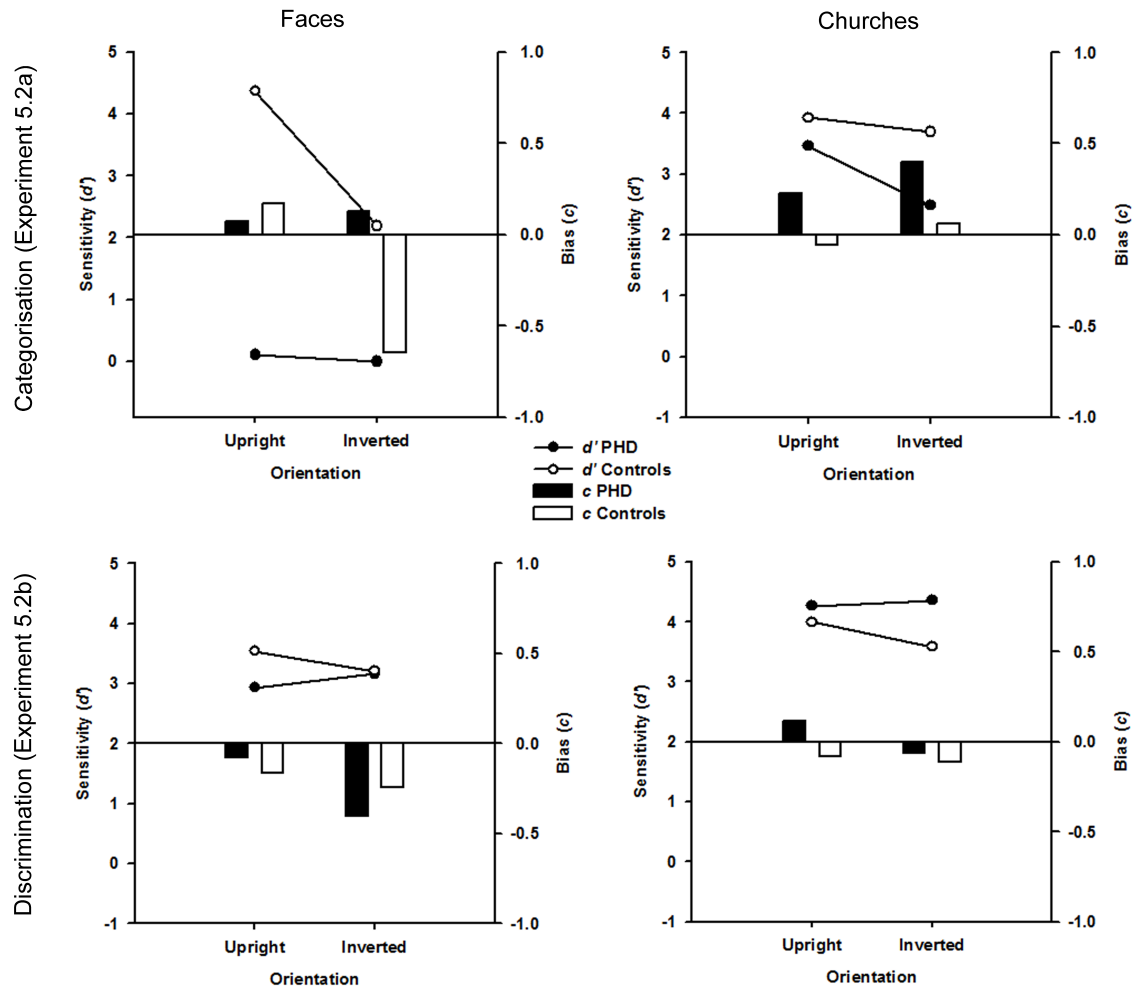 Faces
Churches
Categorisation (Experiment 5.2a)
5
4
3
2
1
0
Sensitivity (d')
1.0
0.5
0.0
-0.5
-1.0
Bias (c)
Upright
Inverted
Orientation
5
4
3
2
1
0
-1
Sensitivity (d')
1.0
0.5
0.0
-0.5
-1.0
Bias (c)
Upright
Inverted
Orientation
d' PHD
d' Controls
c PHD
c Controls
Discrimination (Experiment 5.2b)
5
4
3
2
1
0
-1
Sensitivity (d')
1.0
0.5
0.0
-0.5
-1.0
Bias (c)
Upright
Inverted
Orientation
5
4
3
2
1
0
-1
Sensitivity (d')
1.0
0.5
0.0
-0.5
-1.0
Bias (c)
Upright
Inverted
Orientation